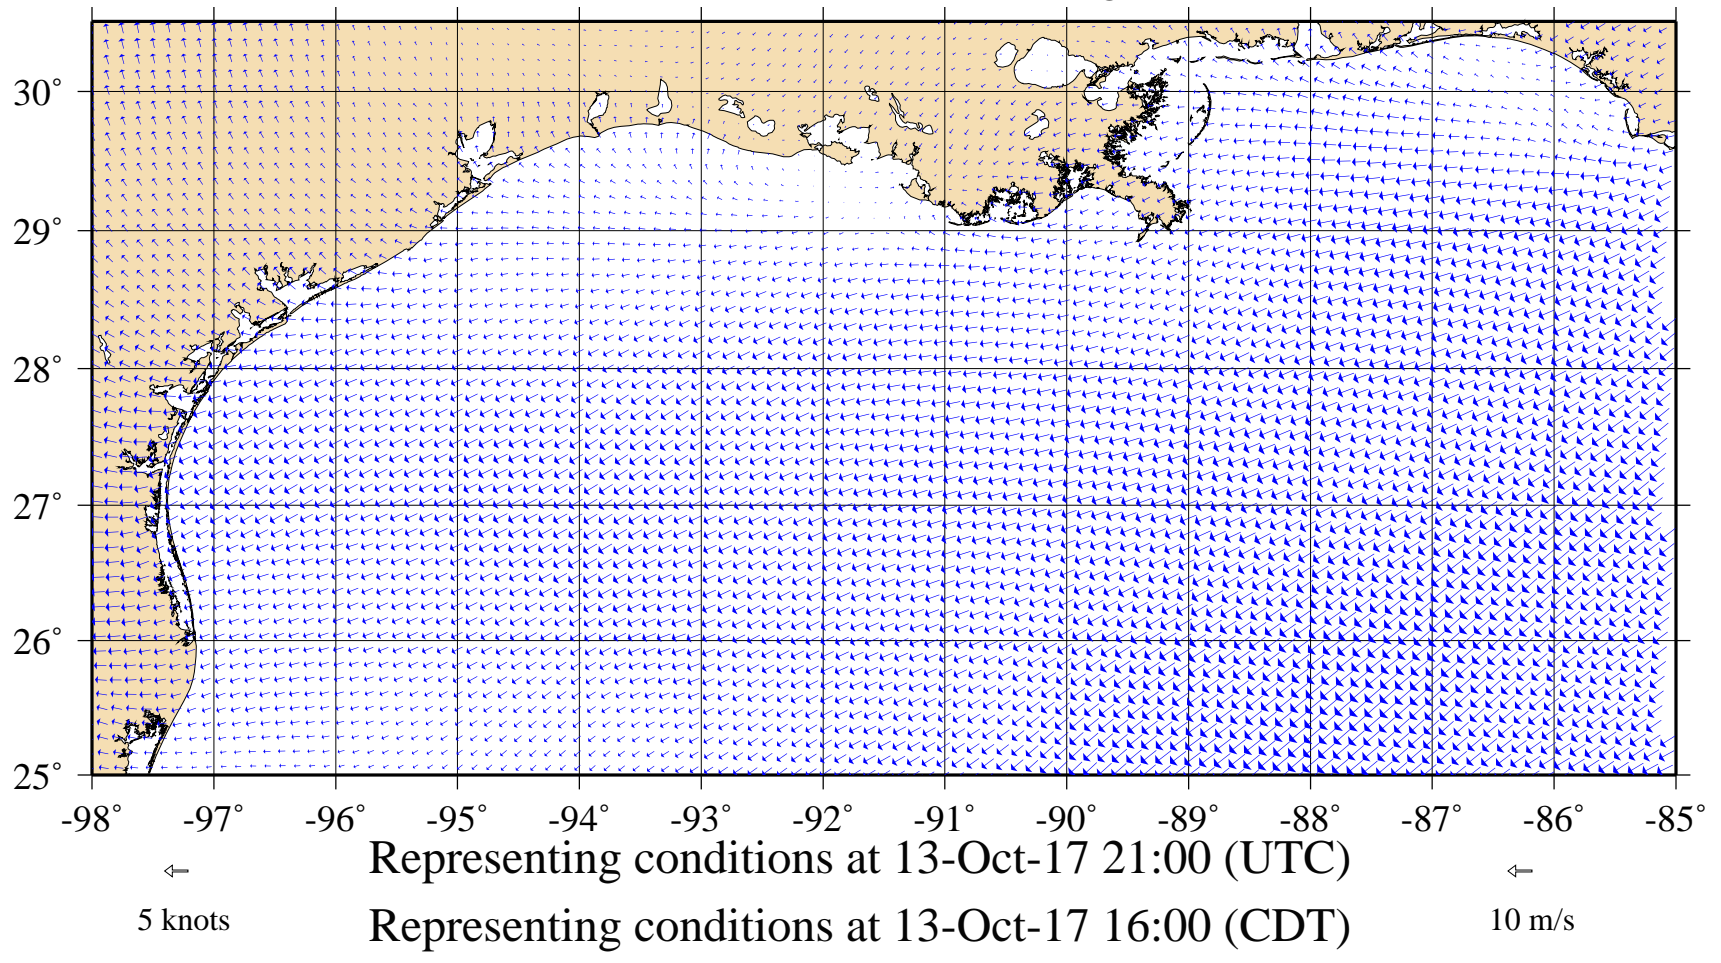 30°
29°
28°
27°
26°
25°
-98° -97° -96° -95° -94° -93° -92° -91° -90° -89° -88° -87° -86° -85°
Representing conditions at 13-Oct-17 21:00 (UTC)
5 knots
10 m/s
Representing conditions at 13-Oct-17 16:00 (CDT)